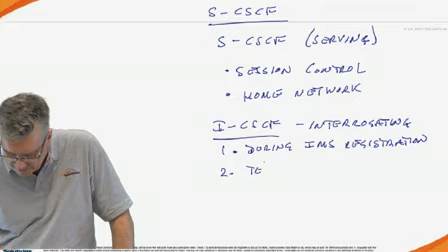 S-CSCF
S-CSCF (SERVING)
• SESSION CONTROL
• HOME NETWORK
I-CSCF - INTERROGATING
1. DURING IMS REGISTRATION
2. TE